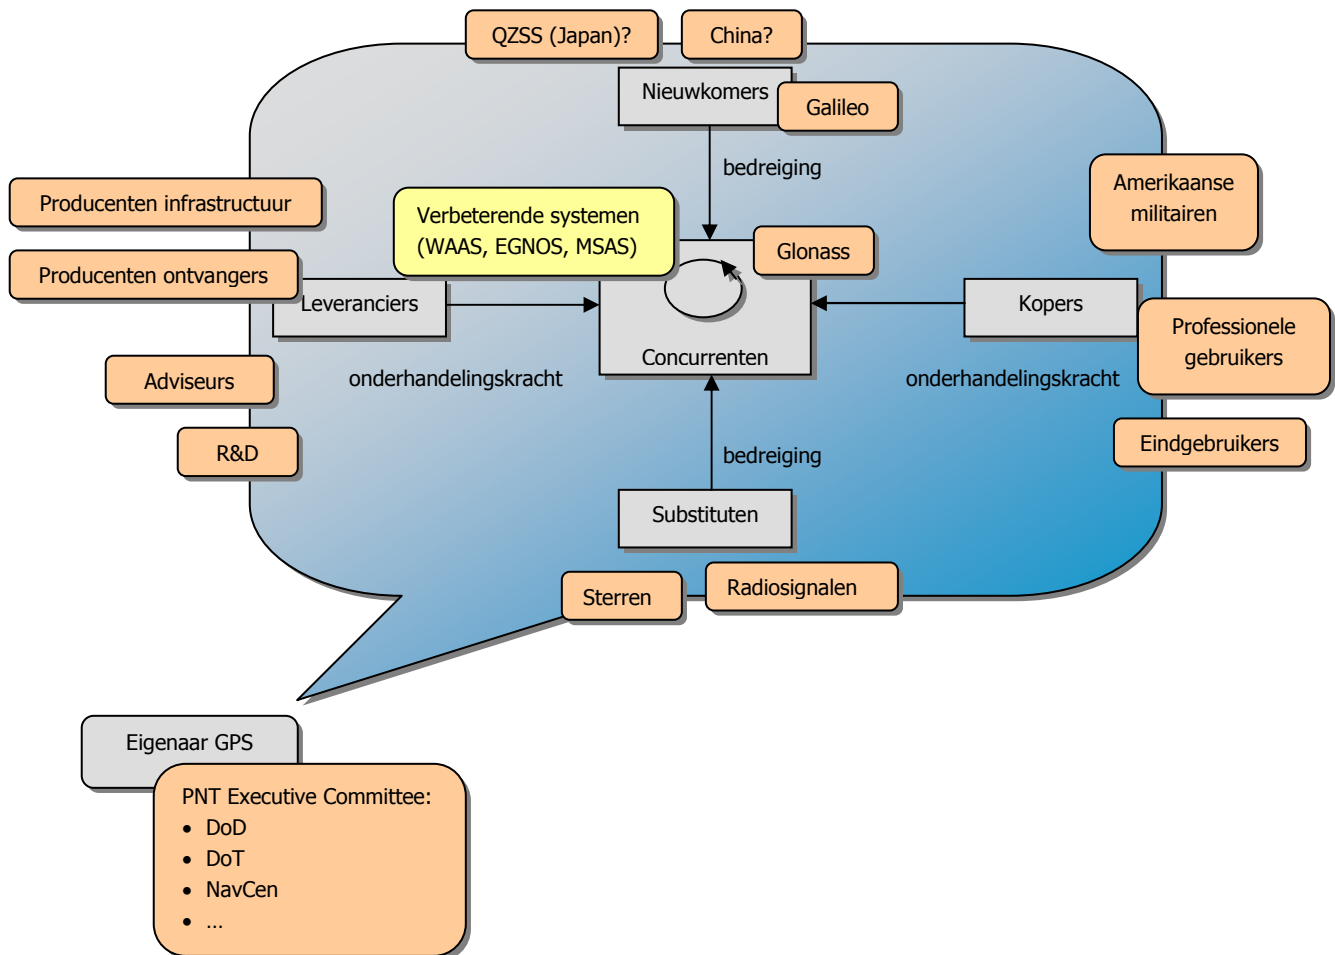 QZSS (Japan)?
China?
Nieuwkomers
Galileo
bedreiging
Amerikaanse
militairen
Producenten infrastructuur
Verbeterende systemen
(WAAS, EGNOS, MSAS)
Glonass
Producenten ontvangers
Leveranciers
Kopers
Professionele
gebruikers
Concurrenten
onderhandelingskracht
onderhandelingskracht
Adviseurs
R&D
bedreiging
Eindgebruikers
Substituten
Sterren
Radiosignalen
Eigenaar GPS
PNT Executive Committee:
• DoD
• DoT
• NavCen
• ...